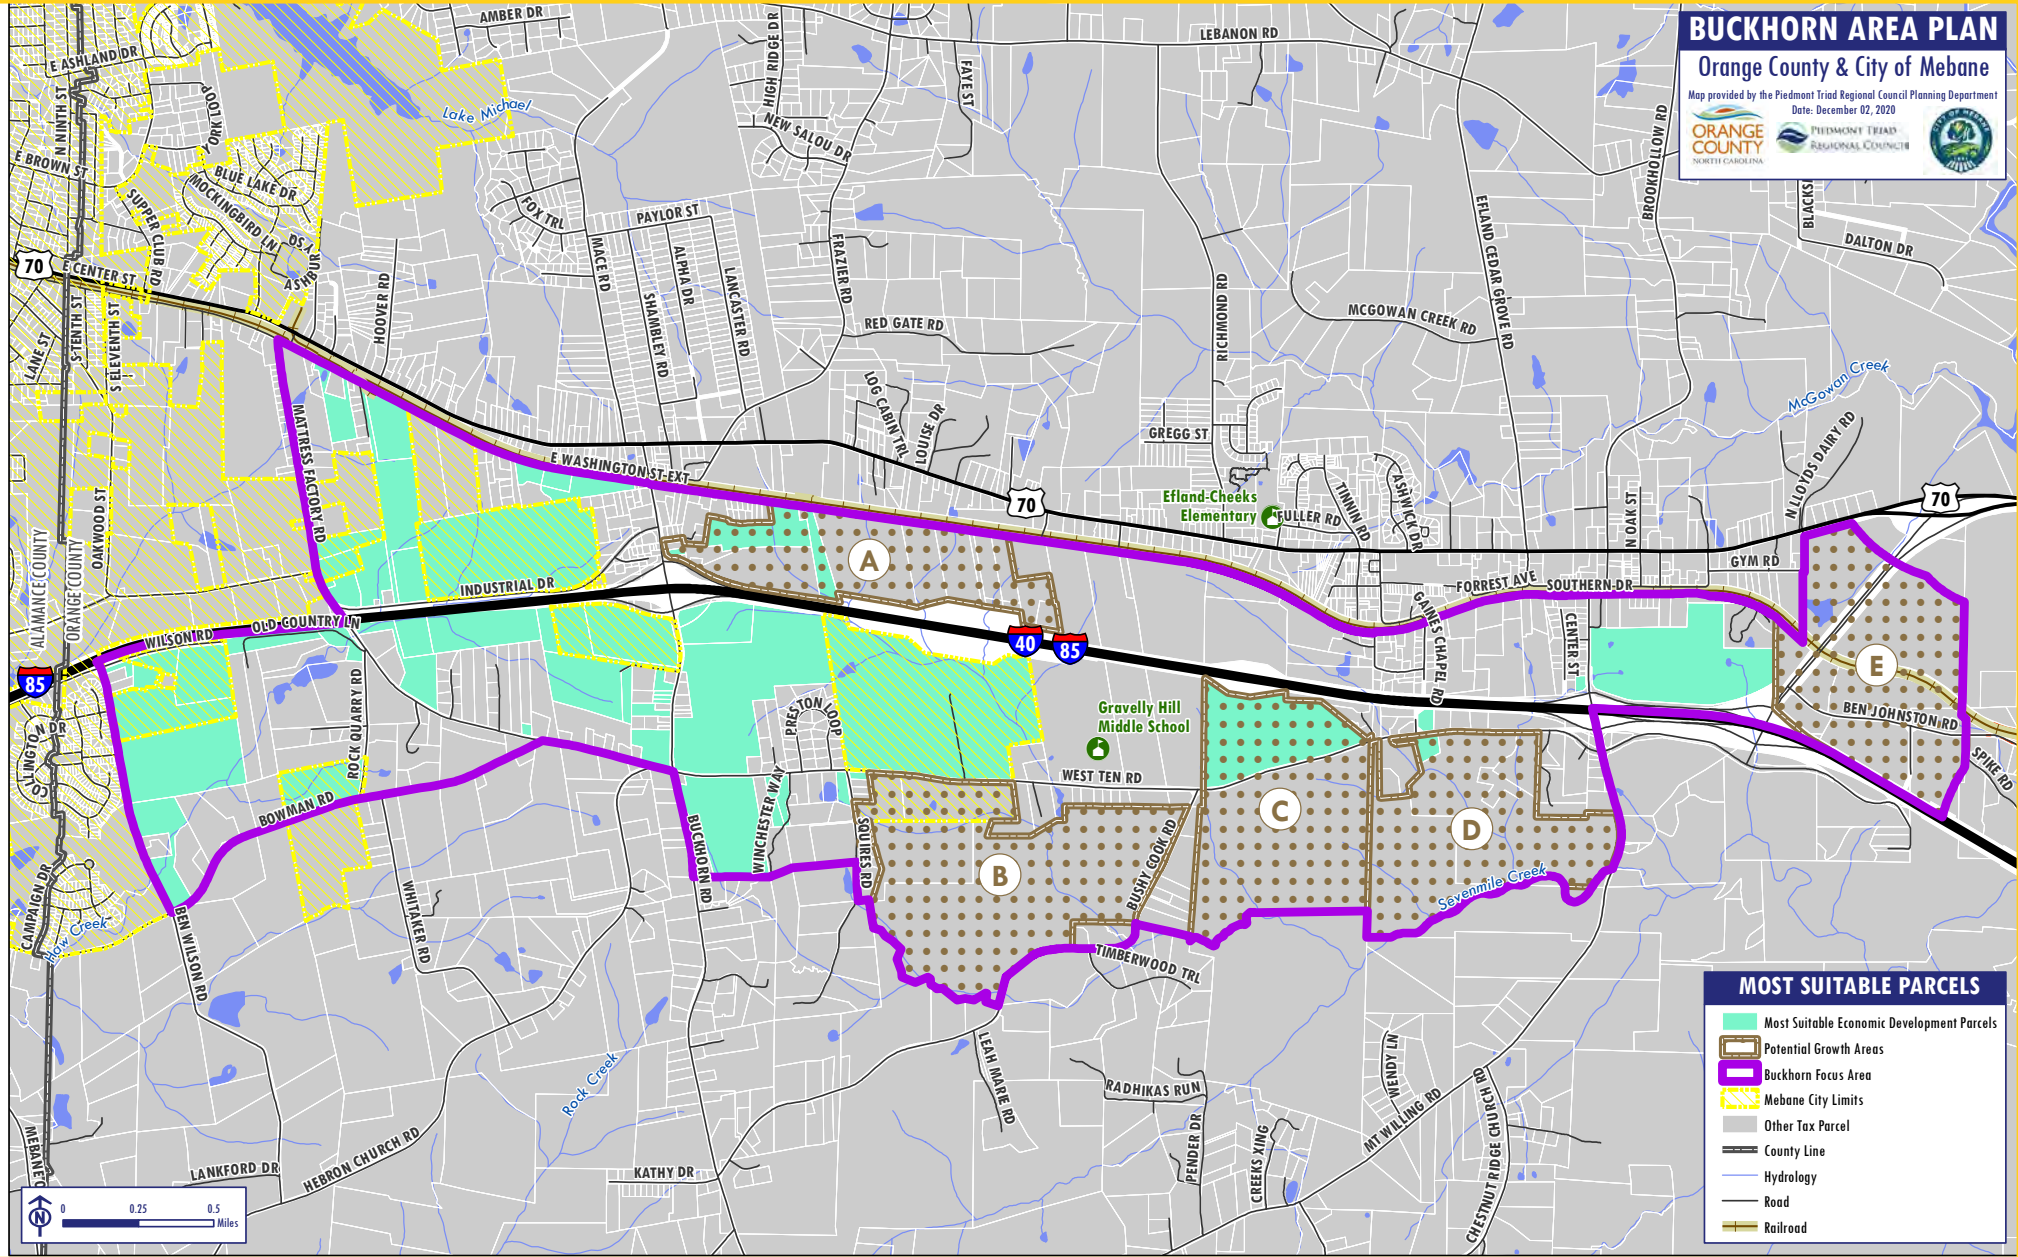 BUCKHORN AREA PLAN
Orange County & City of Mebane
Map provided by the Piedmont Triad Regional Council Planning Department
Date: December 02, 2020
ORANGE COUNTY
NORTH CAROLINA
PIEDMONT TRIAD
REGIONAL COUNCIL
CITY OF MEBANE
AMBER DR
HIGH RIDGE DR
LEBANON RD
FAYE ST
E ASHLAND DR
N NINTH ST
YORK LOOP
Lake Michael
NEW SALOU DR
BROOKHOLLOW RD
E BROWN ST
BLUE LAKE DR
MOCKINGBIRD LN
SUPPER CLUB RD
FOX TRL
PAYLOR ST
EFLAND CEDAR GROVE RD
DALTON DR
70
E CENTER ST
MACE RD
ALPHA DR
LANCASTER RD
SHAMBLEY RD
FRAZIER RD
HOOVER RD
RICHMOND RD
RED GATE RD
MCGOWAN CREEK RD
LANE ST
S TENTH ST
S ELEVENTH ST
McGowan Creek
LOG CABIN TRL
LOUISE DR
MATTRESS FACTORY RD
GREGG ST
N LLOYDS DAIRY RD
E WASHINGTON ST EXT
70
Efland-Cheeks
Elementary
FULLER RD
TINNIN RD
ASHWICK DR
N OAK ST
70
OAKWOOD ST
ALAMANCE COUNTY
ORANGE COUNTY
A
GYM RD
INDUSTRIAL DR
FORREST AVE
SOUTHERN DR
GAINES CHAPEL RD
CENTER ST
OLD COUNTRY LN
WILSON RD
40
85
85
E
BEN JOHNSTON RD
SPIKE RD
COLLINGTON DR
ROCK QUARRY RD
PRESTON LOOP
Gravelly Hill
Middle School
WEST TEN RD
BOWMAN RD
BUCKHORN RD
WINCHESTER WAY
SQUIRES RD
BUSHY COOK RD
B
C
D
Sevenmile Creek
CAMPAIGN DR
Haw Creek
BEN WILSON RD
WHITAKER RD
TIMBERWOOD TRL
Rock Creek
LEAH MARIE RD
RADHIKAS RUN
WENDY LN
MT WILLING RD
CHESTNUT RIDGE CHURCH RD
PENDER DR
CREEKS XING
LANKFORD DR
HEBRON CHURCH RD
KATHY DR
MOST SUITABLE PARCELS
Most Suitable Economic Development Parcels
Potential Growth Areas
Buckhorn Focus Area
Mebane City Limits
Other Tax Parcel
County Line
Hydrology
Road
Railroad
N
0 0.25 0.5
Miles